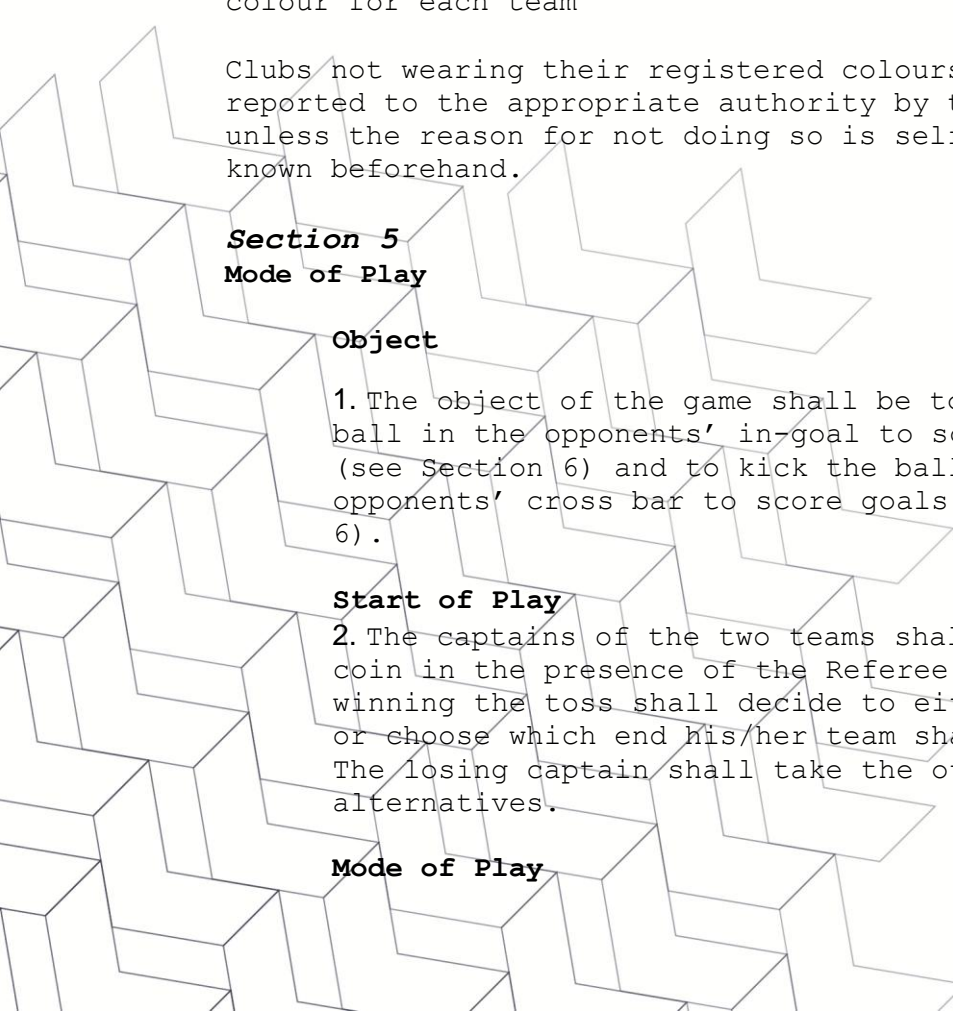 colour for each team
Clubs not wearing their registered colours
reported to the appropriate authority by t
unless the reason for not doing so is sel
known beforehand.
Section 5
Mode of Play
Object
1. The object of the game shall be to
ball in the opponents' in-goal to s
(see Section 6) and to kick the ball
opponents' cross bar to score goals
6).
Start of Play
2. The captains of the two teams shal
coin in the presence of the Referee
winning the toss shall decide to ei
or choose which end his/her team sha
The losing captain shall take the o
alternatives.
Mode of Play